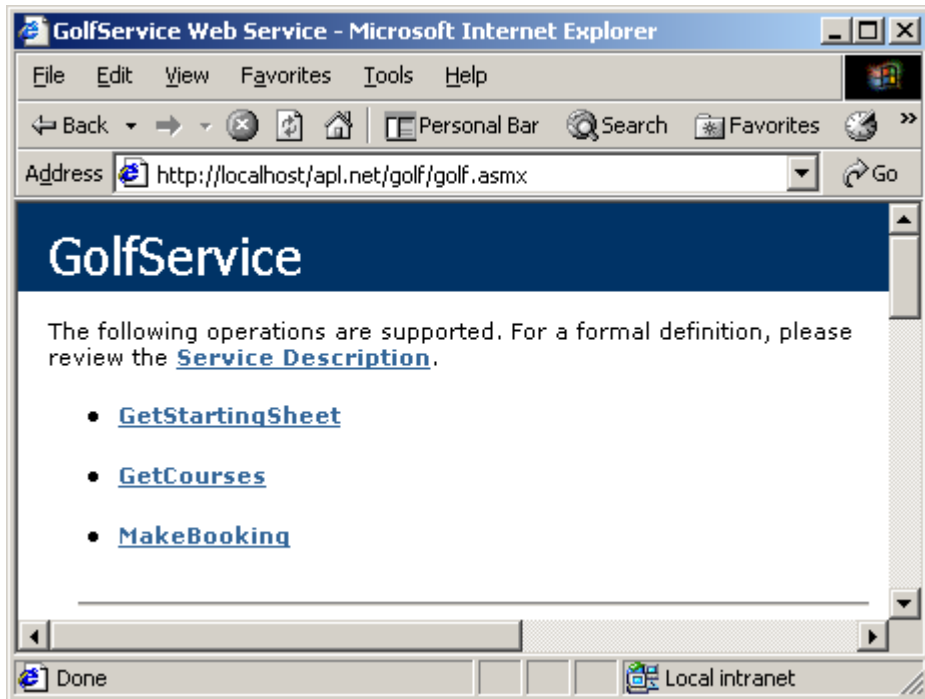 GolfService Web Service - Microsoft Internet Explorer
File Edit View Favorites Tools Help
Back Personal Bar Search Favorites »
Address http://localhost/apl.net/golf/golf.asmx Go
GolfService
The following operations are supported. For a formal definition, please
review the Service Description.
• GetStartingSheet
• GetCourses
• MakeBooking
Done Local intranet